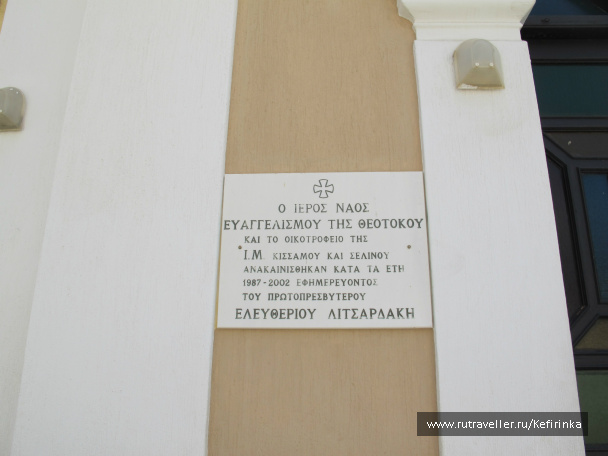 Ο ΙΕΡΟΣ ΝΑΟΣ
ΕΥΑΓΓΕΛΙΣΜΟΥ ΤΗΣ ΘΕΟΤΟΚΟΥ
ΚΑΙ ΤΟ ΟΙΚΟΤΡΟΦΕΙΟ ΤΗΣ
Ι.Μ. ΚΙΣΣΑΜΟΥ ΚΑΙ ΣΕΛΙΝΟΥ
ΑΝΑΚΑΙΝΙΣΘΗΚΑΝ ΚΑΤΑ ΤΑ ΕΤΗ
1987-2002 ΕΦΗΜΕΡΕΥΟΝΤΟΣ
ΤΟΥ ΠΡΩΤΟΠΡΕΣΒΥΤΕΡΟΥ
ΕΛΕΥΘΕΡΙΟΥ ΛΙΤΣΑΡΔΑΚΗ
www.rutraveller.ru/Kefirinka